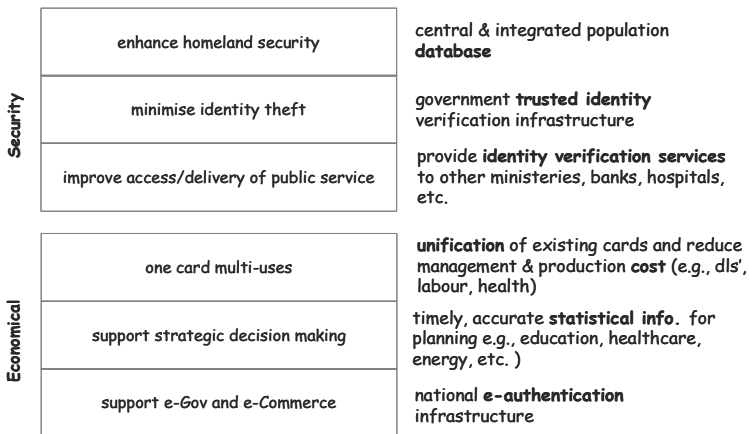 Security
enhance homeland security
central & integrated population
database
minimise identity theft
government trusted identity
verification infrastructure
improve access/delivery of public service
provide identity verification services
to other ministeries, banks, hospitals,
etc.
Economical
one card multi-uses
unification of existing cards and reduce
management & production cost (e.g., dls',
labour, health)
support strategic decision making
timely, accurate statistical info. for
planning e.g., education, healthcare,
energy, etc. )
support e-Gov and e-Commerce
national e-authentication
infrastructure